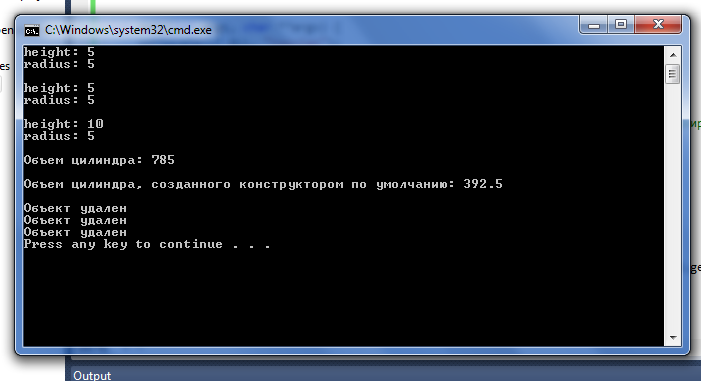 C:\Windows\system32\cmd.exe
height: 5
radius: 5
height: 5
radius: 5
height: 10
radius: 5
Объем цилиндра: 785
Объем цилиндра, созданного конструктором по умолчанию: 392.5
Объект удален
Объект удален
Объект удален
Press any key to continue . . .
Output